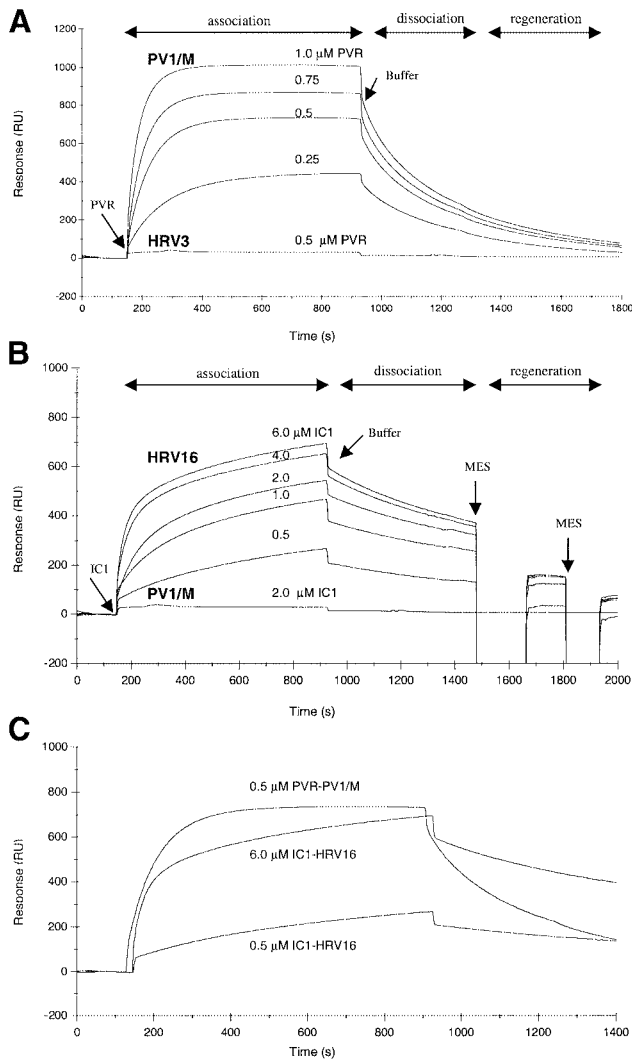 A
association
dissociation
regeneration
1200
1000
800
600
400
200
0
-200
Response (RU)
PV1/M
1.0 µM PVR
0.75
0.5
0.25
Buffer
PVR
HRV3
0.5 µM PVR
0 200 400 600 800 1000 1200 1400 1600 1800
Time (s)
B
association
dissociation
regeneration
1000
800
600
400
200
0
-200
Response (RU)
HRV16
6.0 µM IC1
4.0
2.0
1.0
0.5
Buffer
MES
MES
IC1
PV1/M
2.0 µM IC1
0 200 400 600 800 1000 1200 1400 1600 1800 2000
Time (s)
C
1000
800
600
400
200
0
-200
Response (RU)
0.5 µM PVR-PV1/M
6.0 µM IC1-HRV16
0.5 µM IC1-HRV16
0 200 400 600 800 1000 1200 1400
Time (s)